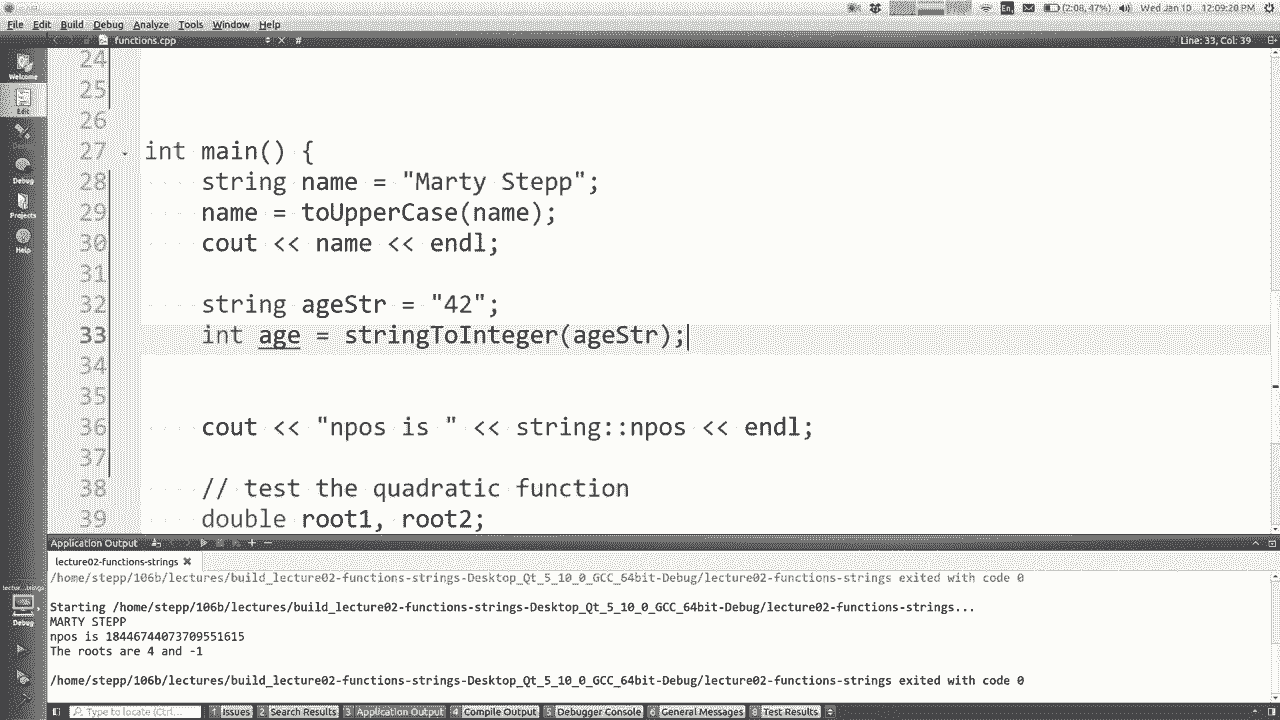 File Edit Build Debug Analyze Tools Window Help
En (2:08, 47%) Wed Jan 10 12:09:20 PM
functions.cpp # Line: 33, Col: 39
Welcome
Edit
Debug
Projects
Help
24
25
26
27 int main() {
28 string name = "Marty Stepp";
29 name = toUpperCase(name);
30 cout << name << endl;
31
32 string ageStr = "42";
33 int age = stringToInteger(ageStr);
34
35
36 cout << "npos is " << string::npos << endl;
37
38 // test the quadratic function
39 double root1, root2;
Application Output
lecture02-functions-strings
/home/stepp/106b/lectures/build_lecture02-functions-strings-Desktop_Qt_5_10_0_GCC_64bit-Debug/lecture02-functions-strings exited with code 0
Starting /home/stepp/106b/lectures/build_lecture02-functions-strings-Desktop_Qt_5_10_0_GCC_64bit-Debug/lecture02-functions-strings...
MARTY STEPP
npos is 18446744073709551615
The roots are 4 and -1
/home/stepp/106b/lectures/build_lecture02-functions-strings-Desktop_Qt_5_10_0_GCC_64bit-Debug/lecture02-functions-strings exited with code 0
Debug
Type to locate (Ctrl... 1 Issues 2 Search Results 3 Application Output 4 Compile Output 5 Debugger Console 6 General Messages 8 Test Results